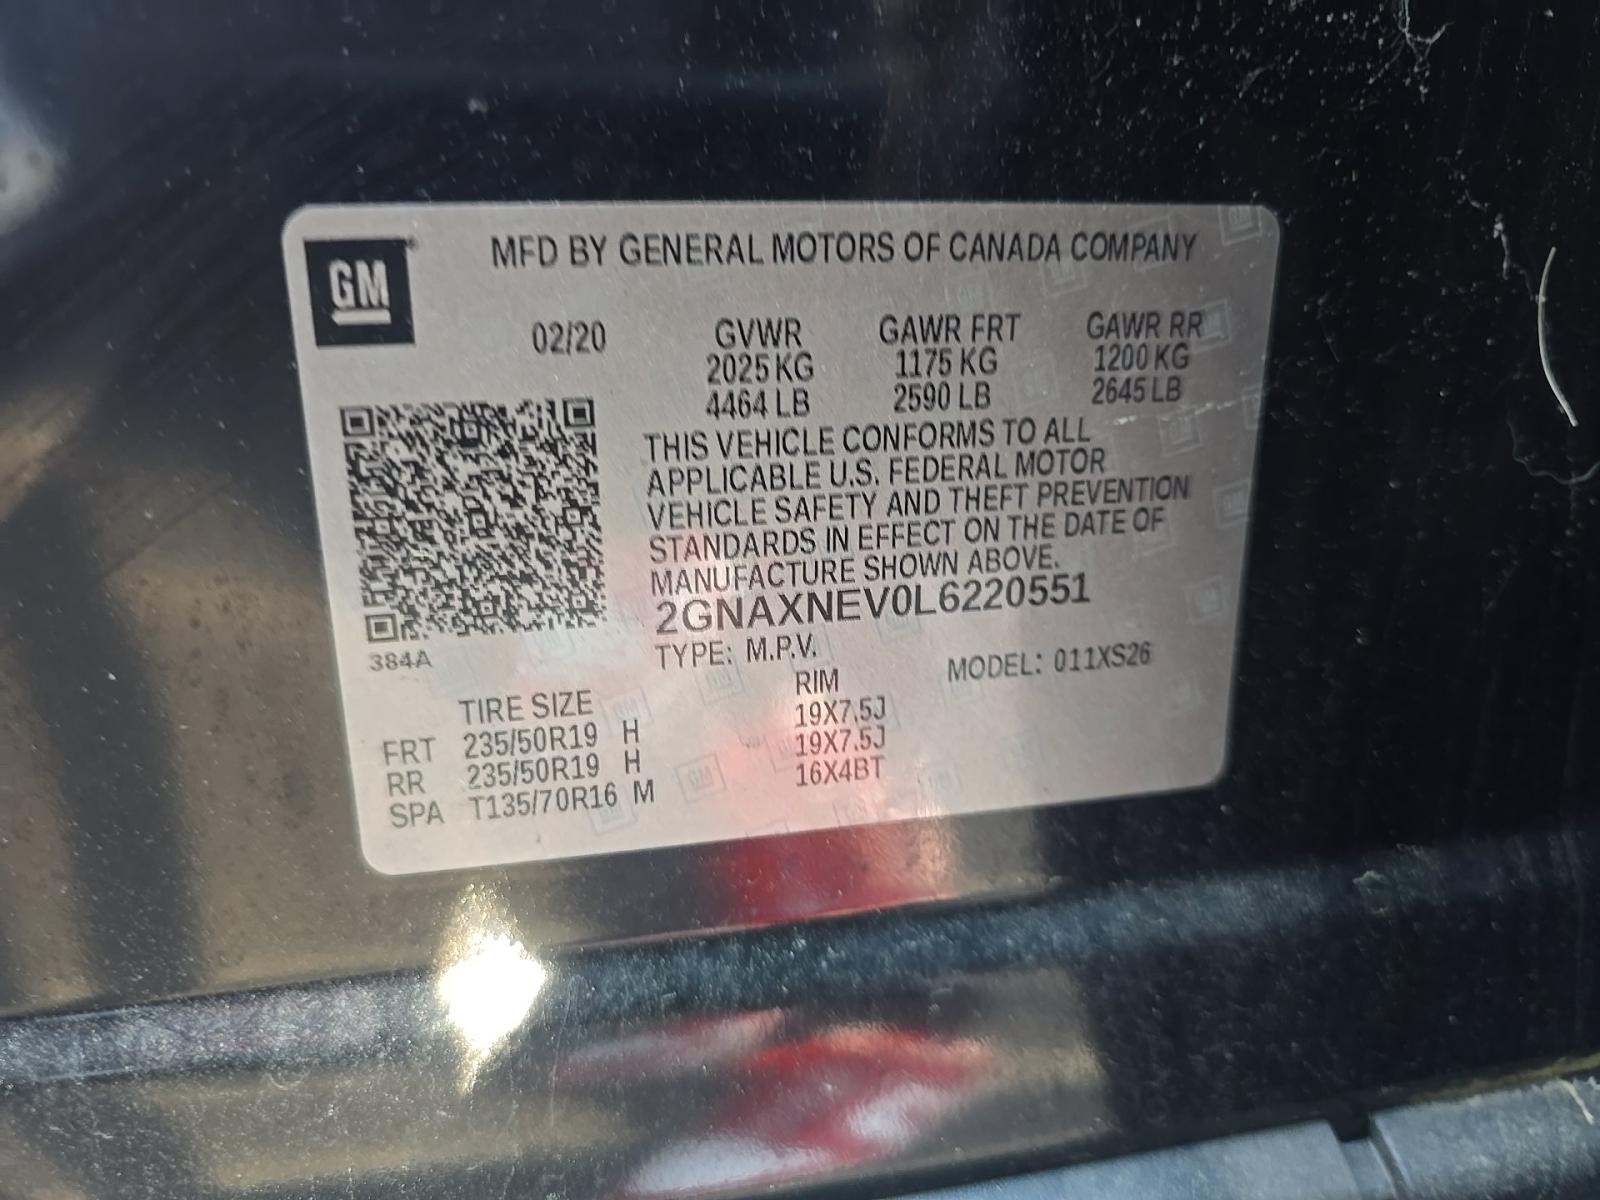 GM
MFD BY GENERAL MOTORS OF CANADA COMPANY
02/20 GVWR GAWR FRT GAWR RR
2025 KG 1175 KG 1200 KG
4464 LB 2590 LB 2645 LB
THIS VEHICLE CONFORMS TO ALL
APPLICABLE U.S. FEDERAL MOTOR
VEHICLE SAFETY AND THEFT PREVENTION
STANDARDS IN EFFECT ON THE DATE OF
MANUFACTURE SHOWN ABOVE.
2GNAXNEV0L6220551
384A
TYPE: M.P.V. MODEL: 011XS26
TIRE SIZE RIM
FRT 235/50R19 H 19X7.5J
RR 235/50R19 H 19X7.5J
SPA T135/70R16 M 16X4BT